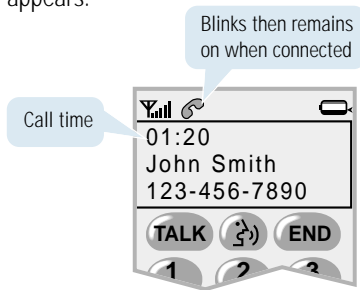 appears.
Blinks then remains
on when connected
Call time
01:20
John Smith
123-456-7890
TALK
END
1
2
3